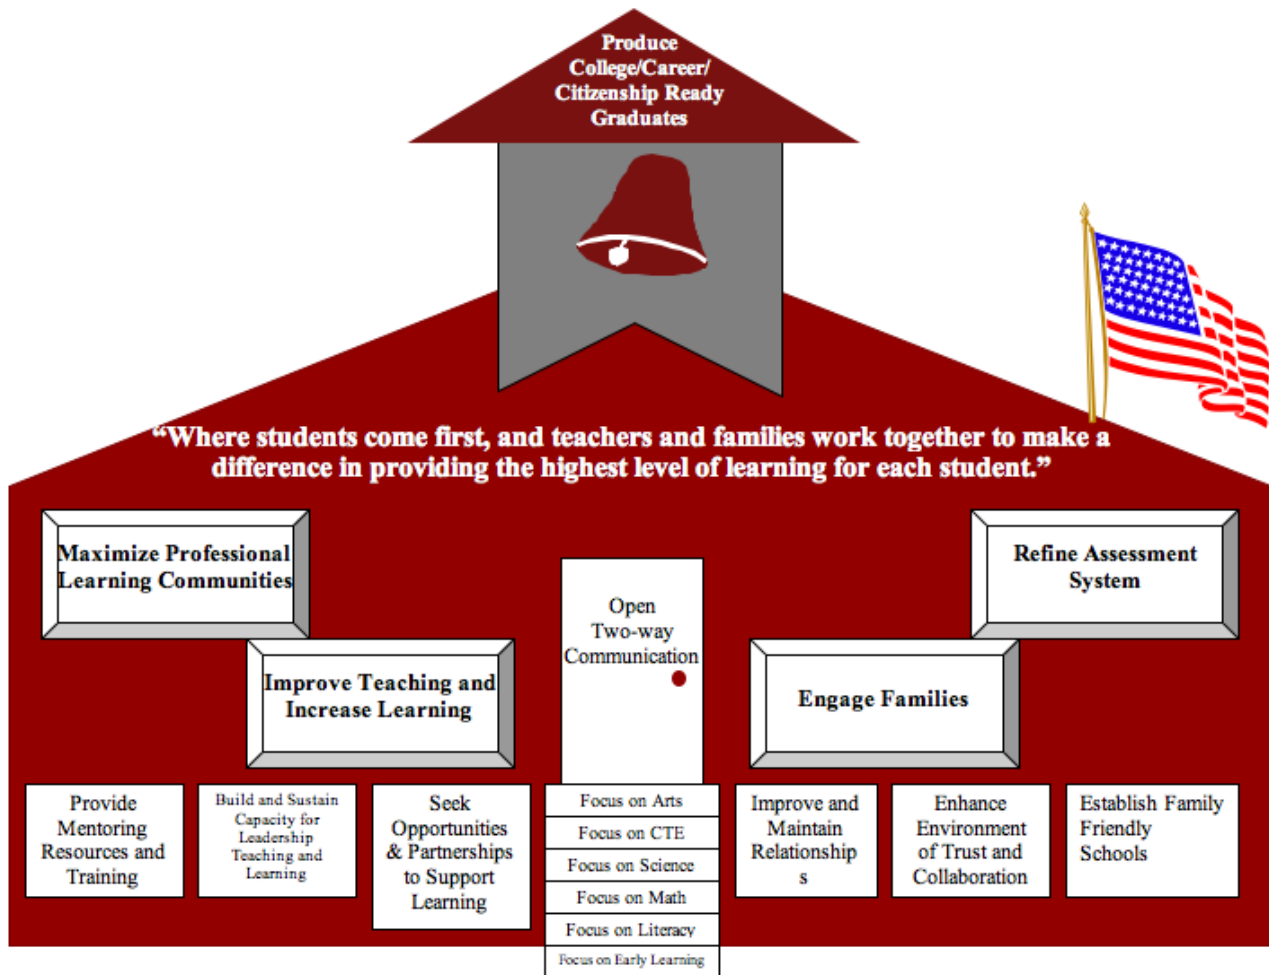 Produce
College/Career/
Citizenship Ready
Graduates
“Where students come first, and teachers and families work together to make a
difference in providing the highest level of learning for each student.”
Maximize Professional
Learning Communities
Refine Assessment
System
Open
Two-way
Communication
Improve Teaching and
Increase Learning
Engage Families
Provide
Mentoring
Resources and
Training
Build and Sustain
Capacity for
Leadership
Teaching and
Learning
Seek
Opportunities
& Partnerships
to Support
Learning
Focus on Arts
Focus on CTE
Focus on Science
Focus on Math
Focus on Literacy
Focus on Early Learning
Improve and
Maintain
Relationship
s
Enhance
Environment
of Trust and
Collaboration
Establish Family
Friendly
Schools